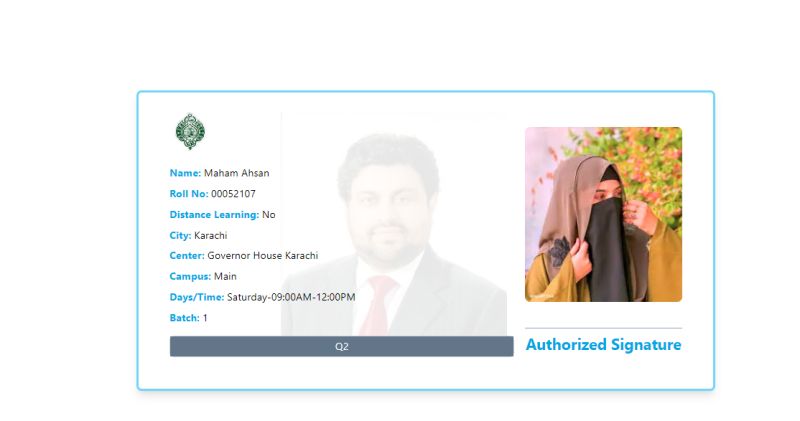 Name: Maham Ahsan
Roll No: 00052107
Distance Learning: No
City: Karachi
Center: Governor House Karachi
Campus: Main
Days/Time: Saturday-09:00AM-12:00PM
Batch: 1
Q2
Authorized Signature